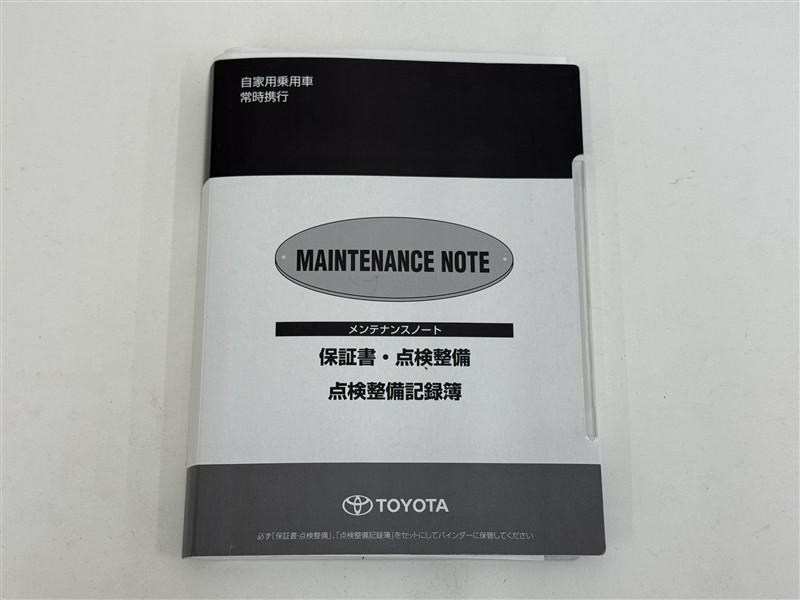 自家用乗用車
常時携行
MAINTENANCE NOTE
メンテナンスノート
保証書・点検整備
点検整備記録簿
TOYOTA
必ず「保証書・点検整備」、「点検整備記録簿」をセットにしてバインダーに保管してください